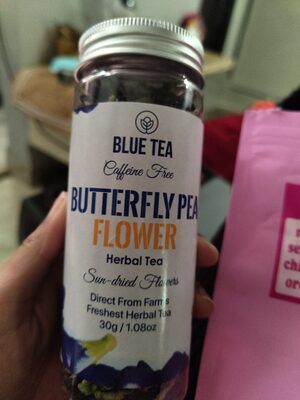 BLUE TEA
Caffeine Free
BUTTERFLY PEA
FLOWER
Herbal Tea
Sun-dried Flowers
Direct From Farms
Freshest Herbal Tea
30g / 1.08oz